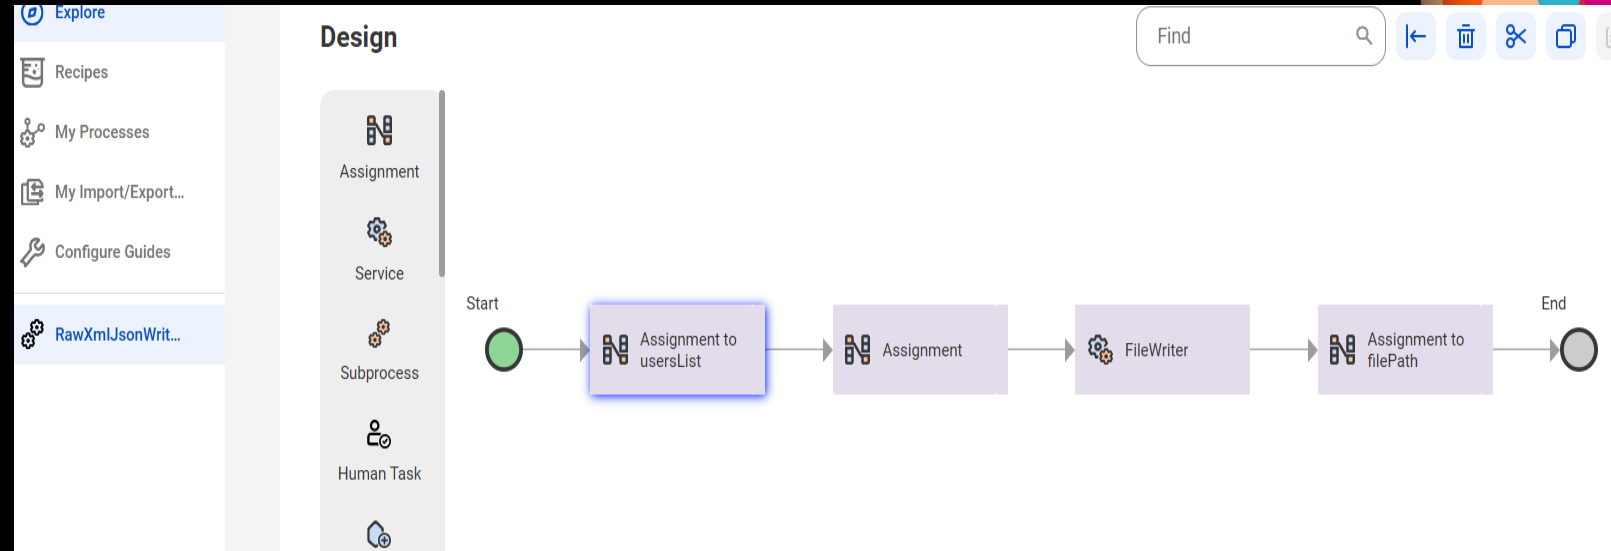 Explore
Recipes
My Processes
My Import/Export...
Configure Guides
RawXmlJsonWrit...
Design
Find
Assignment
Service
Subprocess
Human Task
Start
Assignment to
usersList
Assignment
FileWriter
Assignment to
filePath
End